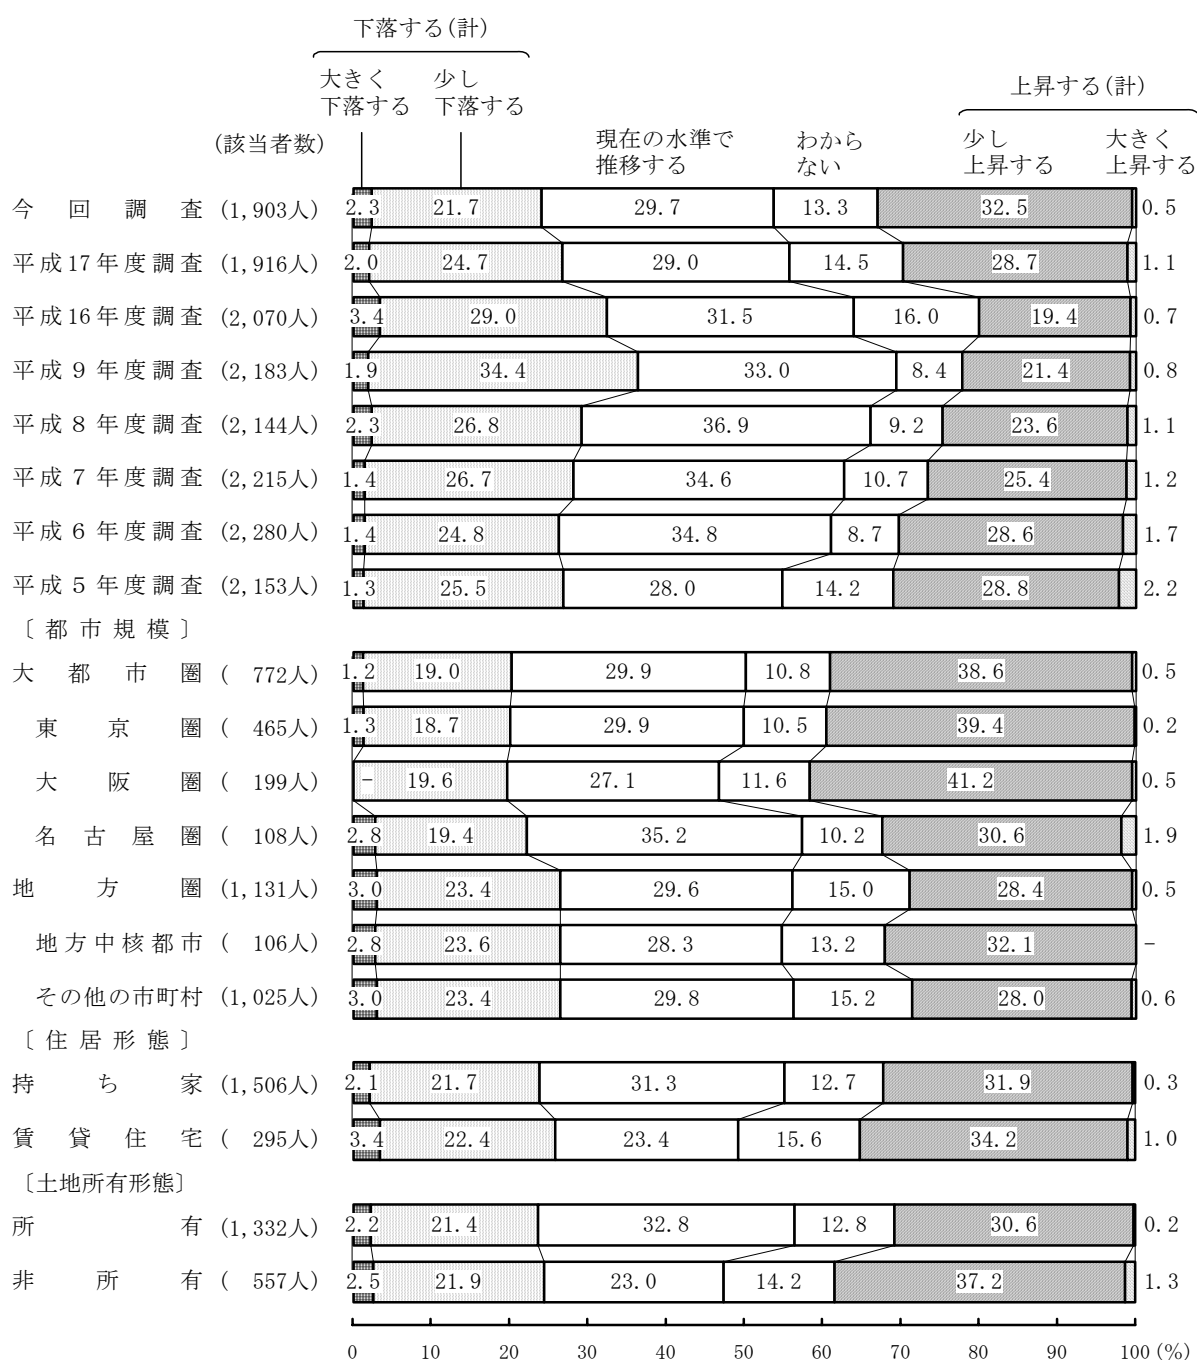 下落する(計)
大きく 少し 上昇する(計)
下落する 下落する
(該当者数) 現在の水準で わから 少し 大きく
推移する ない 上昇する 上昇する
今回調査 (1,903人) 2.3 21.7 29.7 13.3 32.5 0.5
平成17年度調査 (1,916人) 2.0 24.7 29.0 14.5 28.7 1.1
平成16年度調査 (2,070人) 3.4 29.0 31.5 16.0 19.4 0.7
平成9年度調査 (2,183人) 1.9 34.4 33.0 8.4 21.4 0.8
平成8年度調査 (2,144人) 2.3 26.8 36.9 9.2 23.6 1.1
平成7年度調査 (2,215人) 1.4 26.7 34.6 10.7 25.4 1.2
平成6年度調査 (2,280人) 1.4 24.8 34.8 8.7 28.6 1.7
平成5年度調査 (2,153人) 1.3 25.5 28.0 14.2 28.8 2.2
〔都市規模〕
大都市圏 (772人) 1.2 19.0 29.9 10.8 38.6 0.5
東京圏 (465人) 1.3 18.7 29.9 10.5 39.4 0.2
大阪圏 (199人) − 19.6 27.1 11.6 41.2 0.5
名古屋圏 (108人) 2.8 19.4 35.2 10.2 30.6 1.9
地方圏 (1,131人) 3.0 23.4 29.6 15.0 28.4 0.5
地方中核都市 (106人) 2.8 23.6 28.3 13.2 32.1 −
その他の市町村 (1,025人) 3.0 23.4 29.8 15.2 28.0 0.6
〔住居形態〕
持ち家 (1,506人) 2.1 21.7 31.3 12.7 31.9 0.3
賃貸住宅 (295人) 3.4 22.4 23.4 15.6 34.2 1.0
〔土地所有形態〕
所有 (1,332人) 2.2 21.4 32.8 12.8 30.6 0.2
非所有 (557人) 2.5 21.9 23.0 14.2 37.2 1.3
0 10 20 30 40 50 60 70 80 90 100(%)